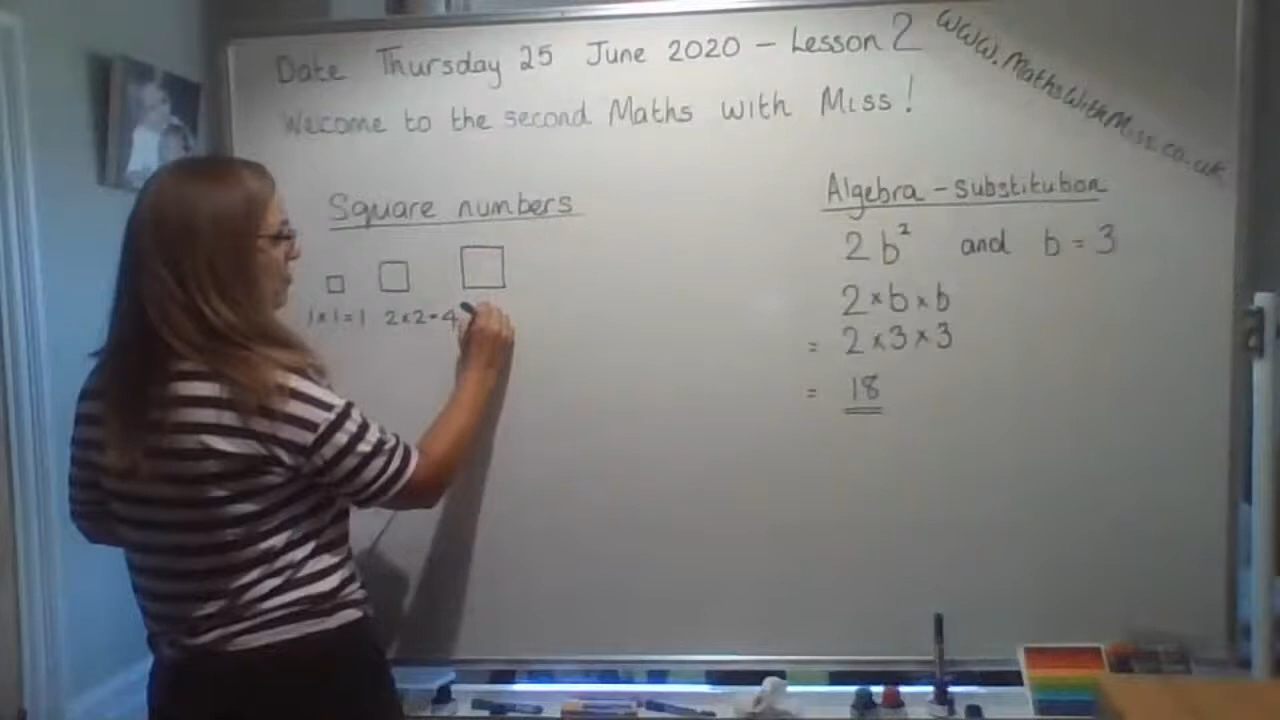 Date Thursday 25 June 2020 - Lesson 2
Welcome to the second Maths with Miss!
www.MathsWithMiss.co.uk
Square numbers
1×1=1 2×2=4
Algebra - substitution
2b² and b = 3
2×b×b
= 2×3×3
= 18